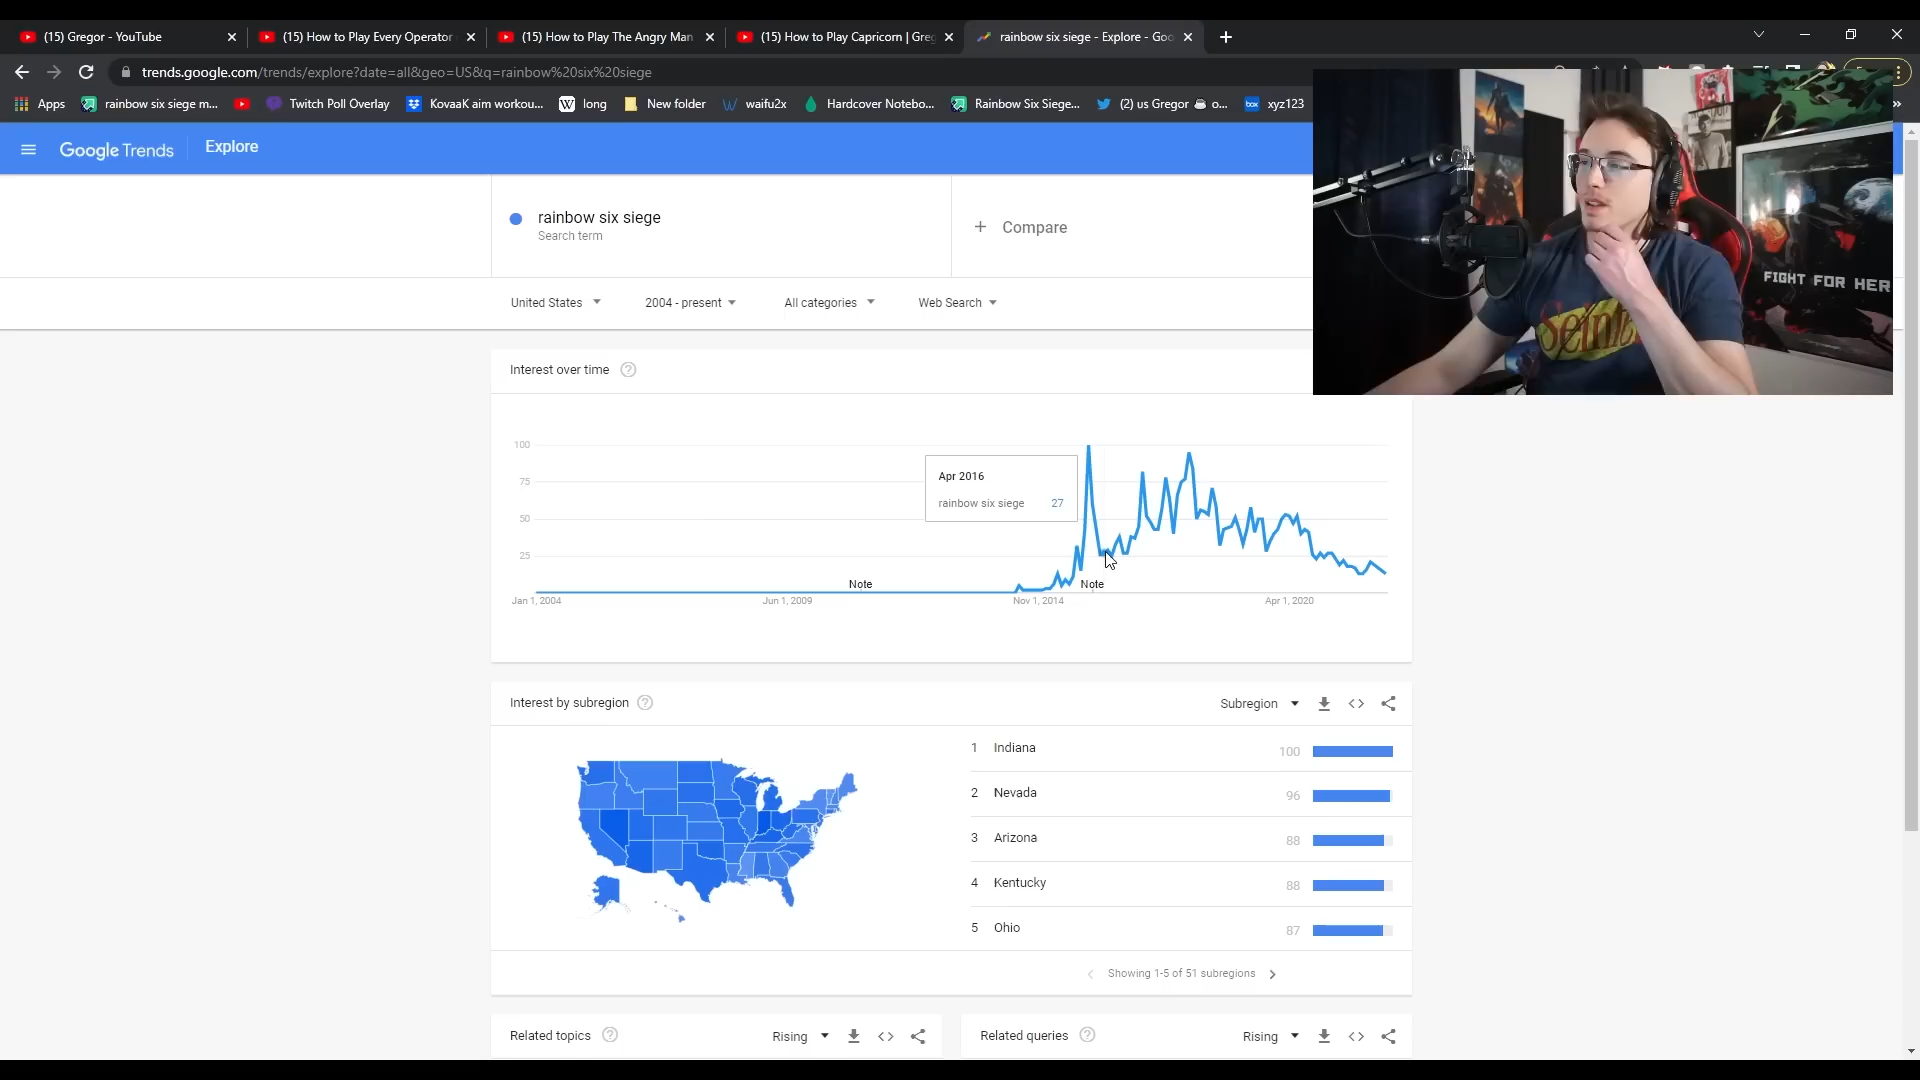 (15) Gregor - YouTube
(15) How to Play Every Operator
(15) How to Play The Angry Man
(15) How to Play Capricorn | Greg
rainbow six siege - Explore - Goo
trends.google.com/trends/explore?date=all&geo=US&q=rainbow%20six%20siege
Apps
rainbow six siege m...
Twitch Poll Overlay
KovaaK aim workou...
long
New folder
waifu2x
Hardcover Notebo...
Rainbow Six Siege...
(2) us Gregor ☕ o...
box
xyz123
»
Google Trends
Explore
rainbow six siege
Search term
+ Compare
United States
2004 - present
All categories
Web Search
FIGHT FOR HER
Interest over time
100
75
50
25
Apr 2016
rainbow six siege 27
Note
Note
Jan 1, 2004
Jun 1, 2009
Nov 1, 2014
Apr 1, 2020
Interest by subregion
Subregion
1 Indiana 100
2 Nevada 96
3 Arizona 88
4 Kentucky 88
5 Ohio 87
Showing 1-5 of 51 subregions
Related topics
Rising
Related queries
Rising